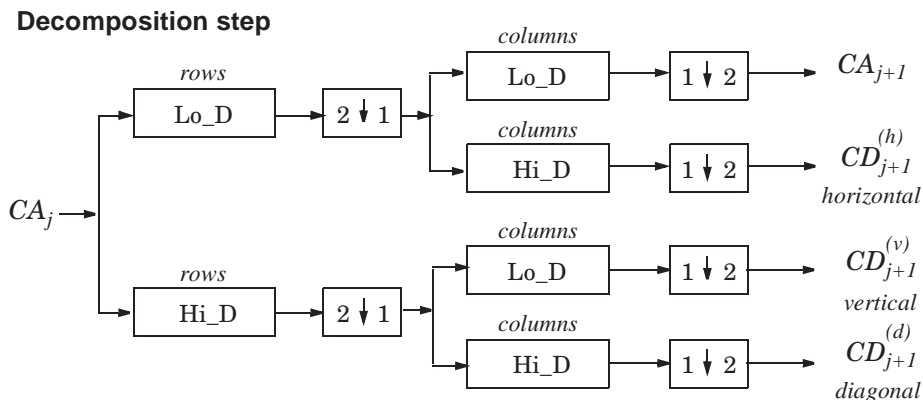 Decomposition step
columns
rows
Lo_D
1 ↓ 2
CA_{j+1}
Lo_D
2 ↓ 1
columns
Hi_D
1 ↓ 2
CD_{j+1}^{(h)}
horizontal
CA_j
columns
rows
Lo_D
1 ↓ 2
CD_{j+1}^{(v)}
vertical
Hi_D
2 ↓ 1
columns
Hi_D
1 ↓ 2
CD_{j+1}^{(d)}
diagonal